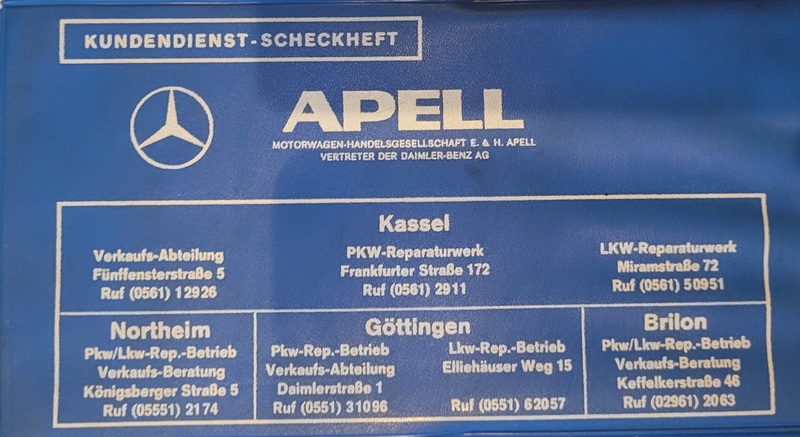 KUNDENDIENST-SCHECKHEFT
APELL
MOTORWAGEN-HANDELSGESELLSCHAFT E. & H. APELL
VERTRETER DER DAIMLER-BENZ AG
Kassel
Verkaufs-Abteilung
Fünffensterstraße 5
Ruf (0561) 12926
PKW-Reparaturwerk
Frankfurter Straße 172
Ruf (0561) 2911
LKW-Reparaturwerk
Miramstraße 72
Ruf (0561) 50951
Northeim
Pkw/Lkw-Rep.-Betrieb
Verkaufs-Beratung
Königsberger Straße 5
Ruf (05551) 2174
Göttingen
Pkw-Rep.-Betrieb
Verkaufs-Abteilung
Daimlerstraße 1
Ruf (0551) 31096
Lkw-Rep.-Betrieb
Elliehäuser Weg 15
Ruf (0551) 62057
Brilon
Pkw/Lkw-Rep.-Betrieb
Verkaufs-Beratung
Keffelkerstraße 46
Ruf (02961) 2063